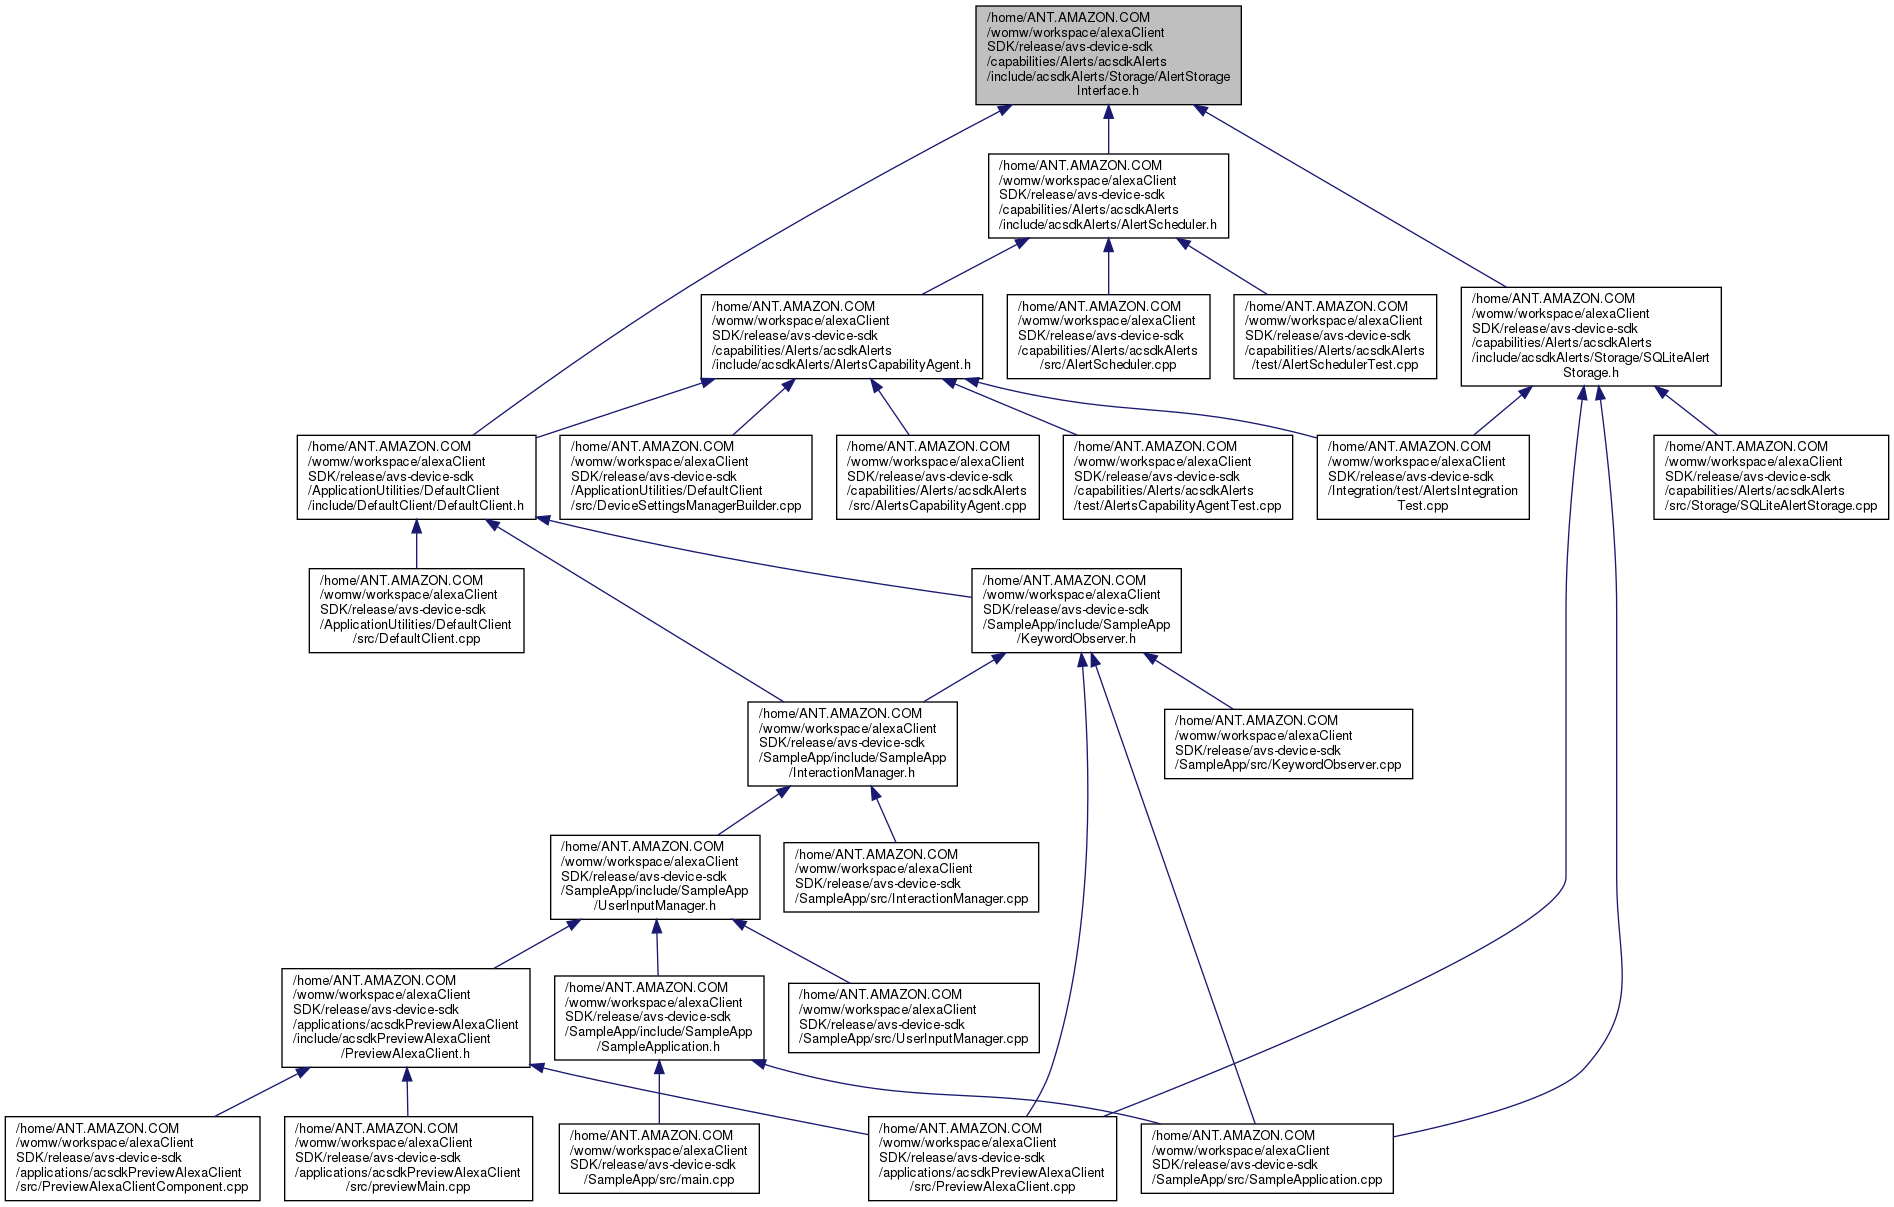 /home/ANT.AMAZON.COM
/womw/workspace/alexaClient
SDK/release/avs-device-sdk
/capabilities/Alerts/acsdkAlerts
/include/acsdkAlerts/Storage/AlertStorage
Interface.h
/home/ANT.AMAZON.COM
/womw/workspace/alexaClient
SDK/release/avs-device-sdk
/capabilities/Alerts/acsdkAlerts
/include/acsdkAlerts/AlertScheduler.h
/home/ANT.AMAZON.COM
/womw/workspace/alexaClient
SDK/release/avs-device-sdk
/capabilities/Alerts/acsdkAlerts
/include/acsdkAlerts/AlertsCapabilityAgent.h
/home/ANT.AMAZON.COM
/womw/workspace/alexaClient
SDK/release/avs-device-sdk
/capabilities/Alerts/acsdkAlerts
/src/AlertScheduler.cpp
/home/ANT.AMAZON.COM
/womw/workspace/alexaClient
SDK/release/avs-device-sdk
/capabilities/Alerts/acsdkAlerts
/test/AlertSchedulerTest.cpp
/home/ANT.AMAZON.COM
/womw/workspace/alexaClient
SDK/release/avs-device-sdk
/capabilities/Alerts/acsdkAlerts
/include/acsdkAlerts/Storage/SQLiteAlert
Storage.h
/home/ANT.AMAZON.COM
/womw/workspace/alexaClient
SDK/release/avs-device-sdk
/ApplicationUtilities/DefaultClient
/include/DefaultClient/DefaultClient.h
/home/ANT.AMAZON.COM
/womw/workspace/alexaClient
SDK/release/avs-device-sdk
/ApplicationUtilities/DefaultClient
/src/DeviceSettingsManagerBuilder.cpp
/home/ANT.AMAZON.COM
/womw/workspace/alexaClient
SDK/release/avs-device-sdk
/capabilities/Alerts/acsdkAlerts
/src/AlertsCapabilityAgent.cpp
/home/ANT.AMAZON.COM
/womw/workspace/alexaClient
SDK/release/avs-device-sdk
/capabilities/Alerts/acsdkAlerts
/test/AlertsCapabilityAgentTest.cpp
/home/ANT.AMAZON.COM
/womw/workspace/alexaClient
SDK/release/avs-device-sdk
/Integration/test/AlertsIntegration
Test.cpp
/home/ANT.AMAZON.COM
/womw/workspace/alexaClient
SDK/release/avs-device-sdk
/capabilities/Alerts/acsdkAlerts
/src/Storage/SQLiteAlertStorage.cpp
/home/ANT.AMAZON.COM
/womw/workspace/alexaClient
SDK/release/avs-device-sdk
/ApplicationUtilities/DefaultClient
/src/DefaultClient.cpp
/home/ANT.AMAZON.COM
/womw/workspace/alexaClient
SDK/release/avs-device-sdk
/SampleApp/include/SampleApp
/KeywordObserver.h
/home/ANT.AMAZON.COM
/womw/workspace/alexaClient
SDK/release/avs-device-sdk
/SampleApp/include/SampleApp
/InteractionManager.h
/home/ANT.AMAZON.COM
/womw/workspace/alexaClient
SDK/release/avs-device-sdk
/SampleApp/src/KeywordObserver.cpp
/home/ANT.AMAZON.COM
/womw/workspace/alexaClient
SDK/release/avs-device-sdk
/SampleApp/include/SampleApp
/UserInputManager.h
/home/ANT.AMAZON.COM
/womw/workspace/alexaClient
SDK/release/avs-device-sdk
/SampleApp/src/InteractionManager.cpp
/home/ANT.AMAZON.COM
/womw/workspace/alexaClient
SDK/release/avs-device-sdk
/applications/acsdkPreviewAlexaClient
/include/acsdkPreviewAlexaClient
/PreviewAlexaClient.h
/home/ANT.AMAZON.COM
/womw/workspace/alexaClient
SDK/release/avs-device-sdk
/SampleApp/include/SampleApp
/SampleApplication.h
/home/ANT.AMAZON.COM
/womw/workspace/alexaClient
SDK/release/avs-device-sdk
/SampleApp/src/UserInputManager.cpp
/home/ANT.AMAZON.COM
/womw/workspace/alexaClient
SDK/release/avs-device-sdk
/applications/acsdkPreviewAlexaClient
/src/PreviewAlexaClientComponent.cpp
/home/ANT.AMAZON.COM
/womw/workspace/alexaClient
SDK/release/avs-device-sdk
/applications/acsdkPreviewAlexaClient
/src/previewMain.cpp
/home/ANT.AMAZON.COM
/womw/workspace/alexaClient
SDK/release/avs-device-sdk
/SampleApp/src/main.cpp
/home/ANT.AMAZON.COM
/womw/workspace/alexaClient
SDK/release/avs-device-sdk
/applications/acsdkPreviewAlexaClient
/src/PreviewAlexaClient.cpp
/home/ANT.AMAZON.COM
/womw/workspace/alexaClient
SDK/release/avs-device-sdk
/SampleApp/src/SampleApplication.cpp